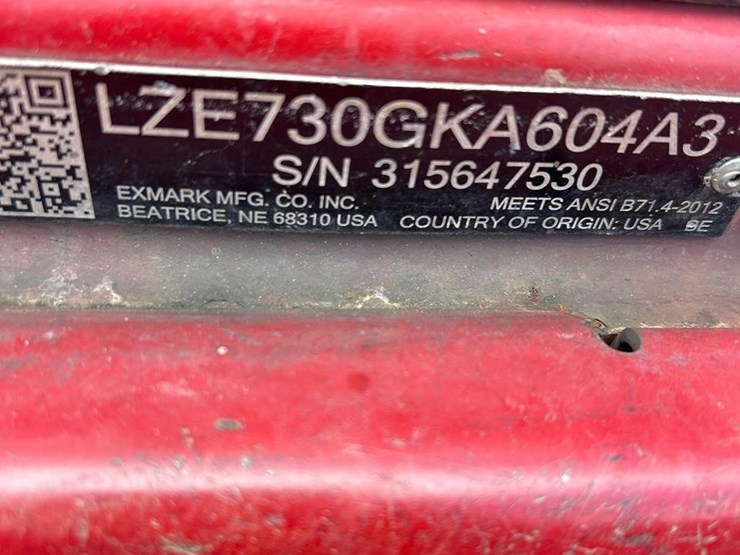 LZE730GKA604A3
S/N 315647530
EXMARK MFG. CO. INC. MEETS ANSI B71.4-2012
BEATRICE, NE 68310 USA COUNTRY OF ORIGIN: USA